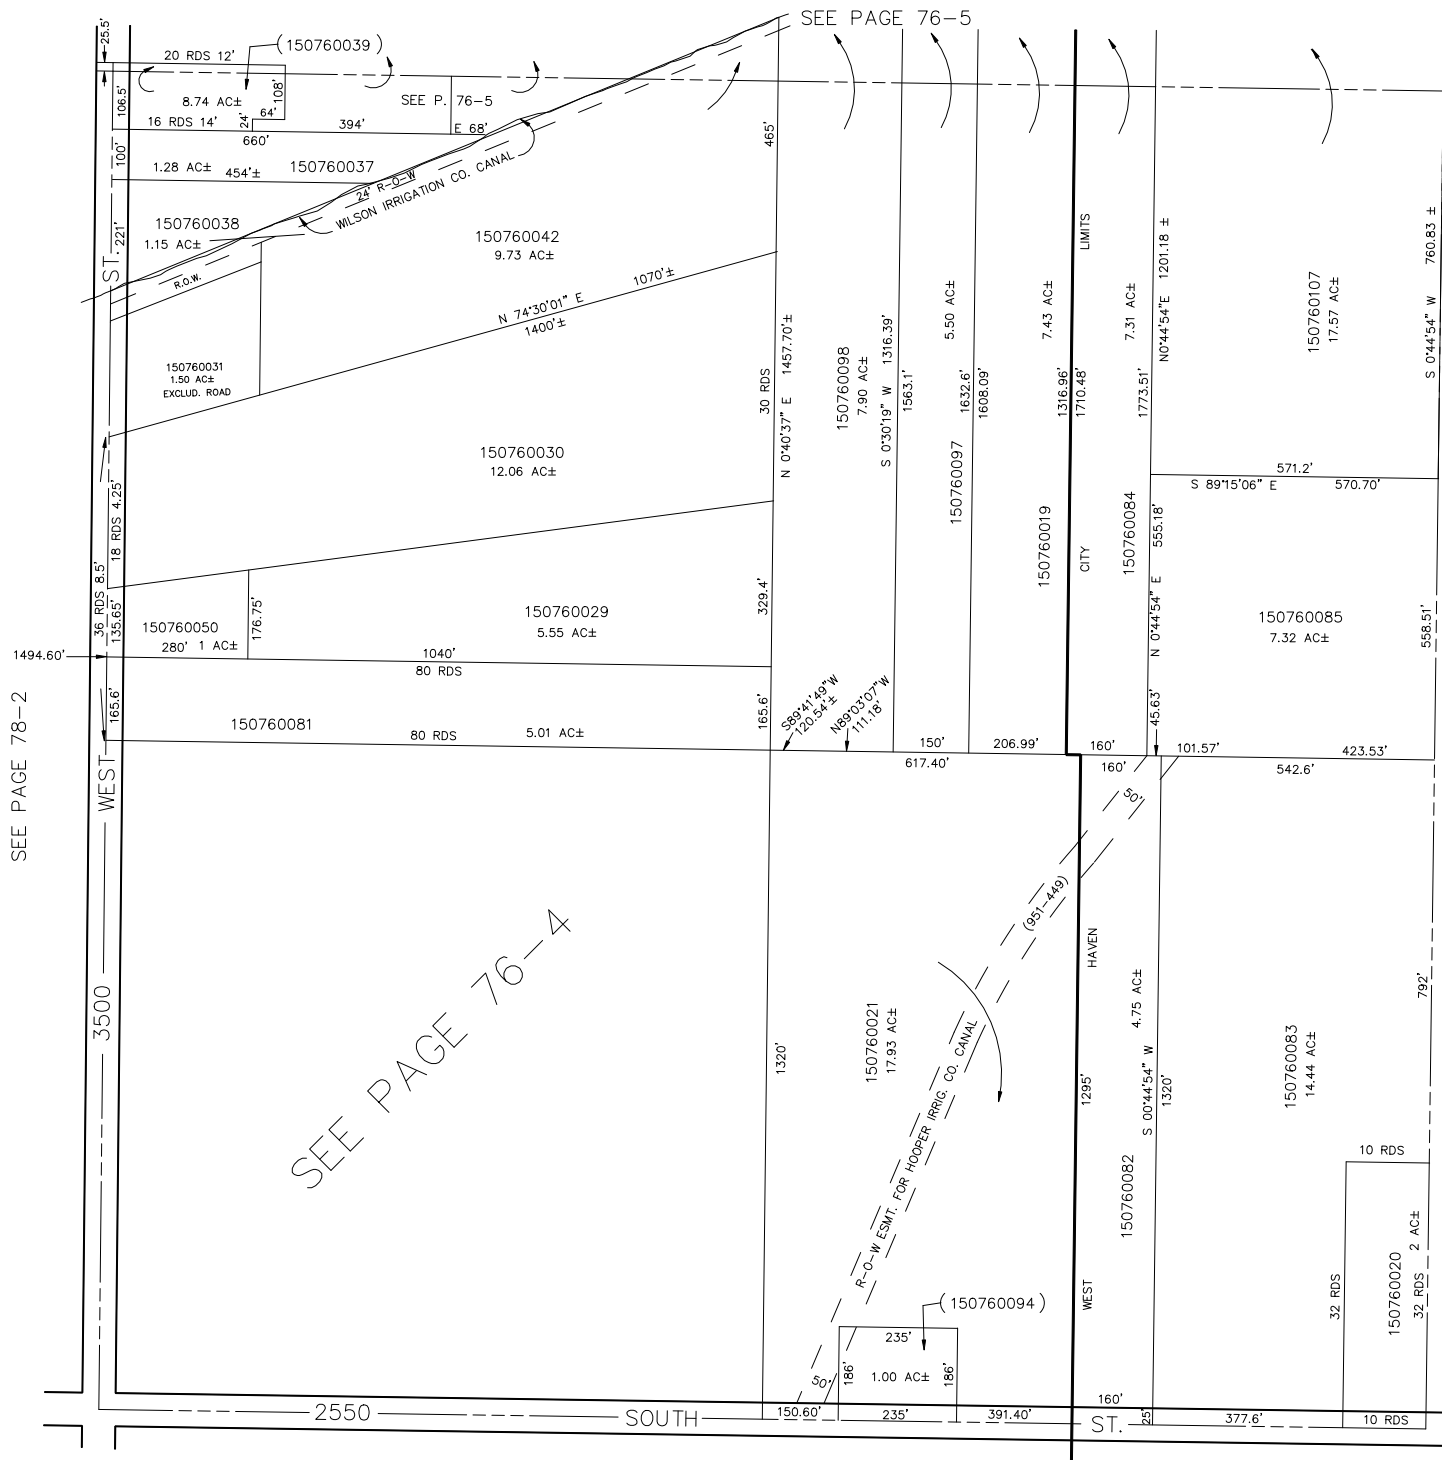 SEE PAGE 76-5
25.5'
20 RDS 12'
(150760039)
106.5'
8.74 AC±
108'
64'
24'
SEE P. 76-5
16 RDS 14'
394'
E 68'
660'
465'
100'
1.28 AC±
454'±
150760037
24' R-O-W
WILSON IRRIGATION CO. CANAL
150760038
1.15 AC±
221'
ST.
R.O.W.
150760042
9.73 AC±
N 74°30'01" E
1070'±
1400'±
150760031
1.50 AC±
EXCLUD. ROAD
150760030
12.06 AC±
18 RDS 4.25'
36 RDS 8.5'
135.65'
30 RDS
N 0°40'37" E 1457.70'±
150760098
7.90 AC±
S 0°30'19" W 1316.39'
1563.1'
5.50 AC±
150760097
1632.6'
1608.09'
7.43 AC±
150760019
1316.96'
1710.48'
LIMITS
CITY
7.31 AC±
150760084
1773.51'
N0°44'54"E 1201.18 ±
150760107
17.57 AC±
S 0°44'54" W 760.83 ±
571.2'
S 89°15'06" E
570.70'
N 0°44'54" E 555.18'
150760085
7.32 AC±
558.51'
150760050
280' 1 AC±
176.75'
150760029
5.55 AC±
329.4'
1494.60'
1040'
80 RDS
165.6'
150760081
80 RDS
5.01 AC±
165.6'
S89°41'49"W
120.54'±
N89°03'07"W
111.18'
150'
206.99'
160'
45.63'
101.57'
423.53'
617.40'
160'
542.6'
50'
SEE PAGE 78-2
WEST
3500
SEE PAGE 76-4
(951-449)
1320'
150760021
17.93 AC±
R-O-W ESMT. FOR HOOPER IRRIG. CO. CANAL
HAVEN
1295'
WEST
4.75 AC±
S 00°44'54" W
1320'
150760082
150760083
14.44 AC±
792'
10 RDS
32 RDS
150760020
2 AC±
32 RDS
(150760094)
235'
186'
1.00 AC±
186'
50'
2550
SOUTH
ST.
150.60'
235'
391.40'
160'
25'
377.6'
10 RDS